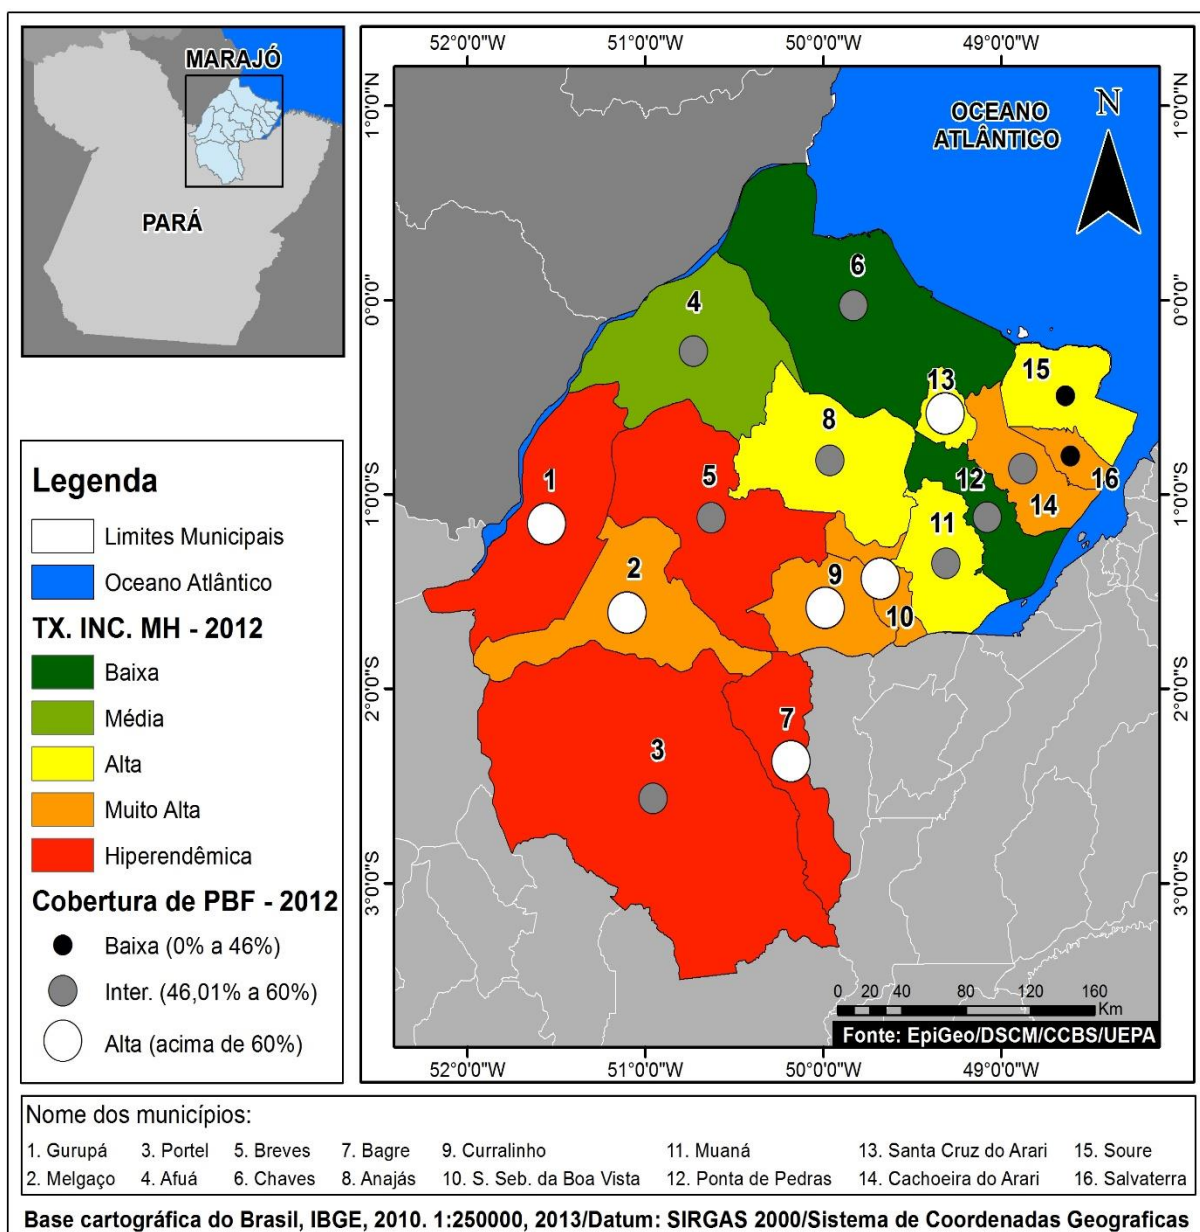 MARAJÓ
PARÁ
52°0'0"W 51°0'0"W 50°0'0"W 49°0'0"W
1°0'0"N
0°0'0"
1°0'0"S
2°0'0"S
3°0'0"S
OCEANO
ATLÂNTICO
N
1
2
3
4
5
6
7
8
9
10
11
12
13
14
15
16
1°0'0"N
0°0'0"
1°0'0"S
2°0'0"S
3°0'0"S
0 20 40 80 120 160
Km
Fonte: EpiGeo/DSCM/CCBS/UEPA
52°0'0"W 51°0'0"W 50°0'0"W 49°0'0"W
Legenda
Limites Municipais
Oceano Atlântico
TX. INC. MH - 2012
Baixa
Média
Alta
Muito Alta
Hiperendêmica
Cobertura de PBF - 2012
Baixa (0% a 46%)
Inter. (46,01% a 60%)
Alta (acima de 60%)
Nome dos municípios:
1. Gurupá 3. Portel 5. Breves 7. Bagre 9. Curralinho 11. Muaná 13. Santa Cruz do Arari 15. Soure
2. Melgaço 4. Afuá 6. Chaves 8. Anajás 10. S. Seb. da Boa Vista 12. Ponta de Pedras 14. Cachoeira do Arari 16. Salvaterra
Base cartográfica do Brasil, IBGE, 2010. 1:250000, 2013/Datum: SIRGAS 2000/Sistema de Coordenadas Geograficas